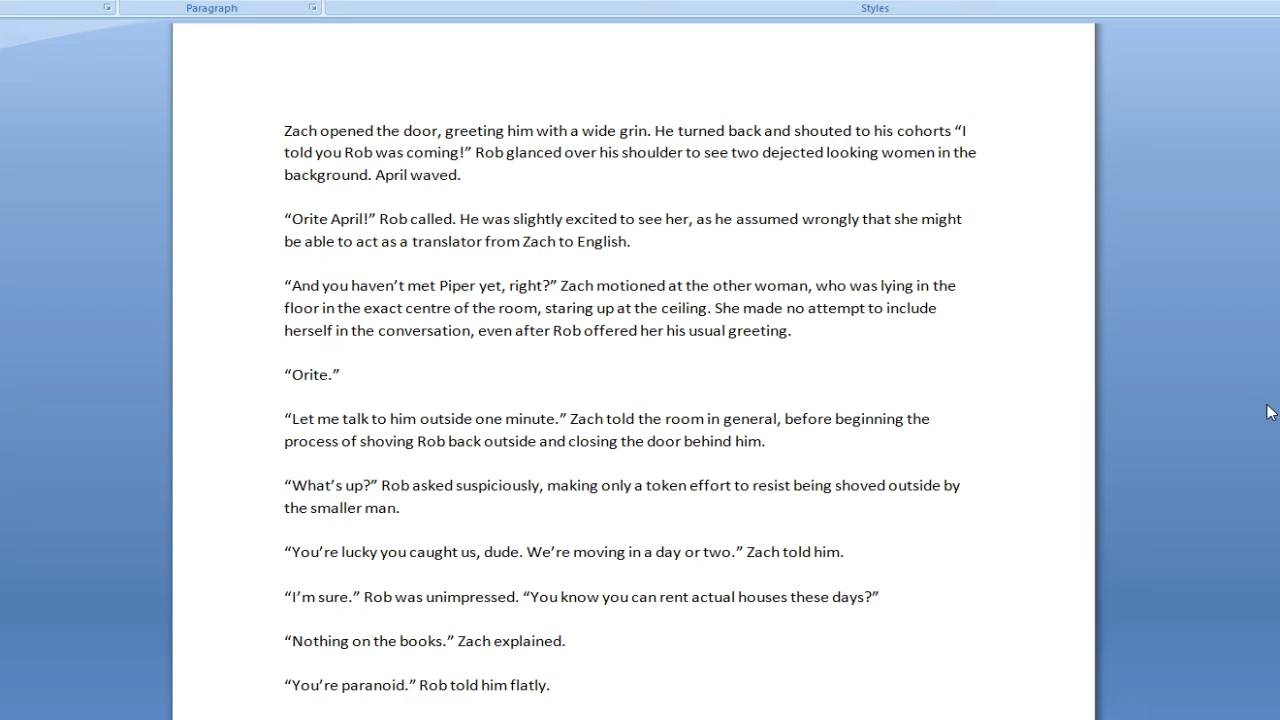 Paragraph
Styles
Zach opened the door, greeting him with a wide grin. He turned back and shouted to his cohorts “I
told you Rob was coming!” Rob glanced over his shoulder to see two dejected looking women in the
background. April waved.
“Orite April!” Rob called. He was slightly excited to see her, as he assumed wrongly that she might
be able to act as a translator from Zach to English.
“And you haven’t met Piper yet, right?” Zach motioned at the other woman, who was lying in the
floor in the exact centre of the room, staring up at the ceiling. She made no attempt to include
herself in the conversation, even after Rob offered her his usual greeting.
“Orite.”
“Let me talk to him outside one minute.” Zach told the room in general, before beginning the
process of shoving Rob back outside and closing the door behind him.
“What’s up?” Rob asked suspiciously, making only a token effort to resist being shoved outside by
the smaller man.
“You’re lucky you caught us, dude. We’re moving in a day or two.” Zach told him.
“I’m sure.” Rob was unimpressed. “You know you can rent actual houses these days?”
“Nothing on the books.” Zach explained.
“You’re paranoid.” Rob told him flatly.